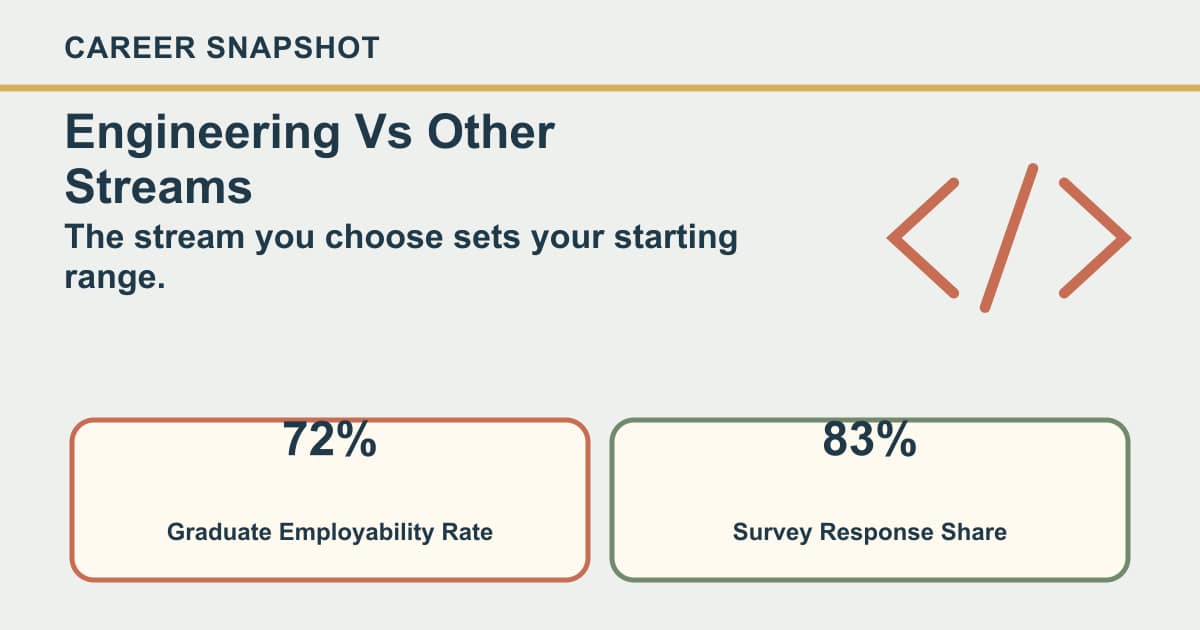 CAREER SNAPSHOT
Engineering Vs Other
Streams
The stream you choose sets your starting
range.
72%
Graduate Employability Rate
83%
Survey Response Share